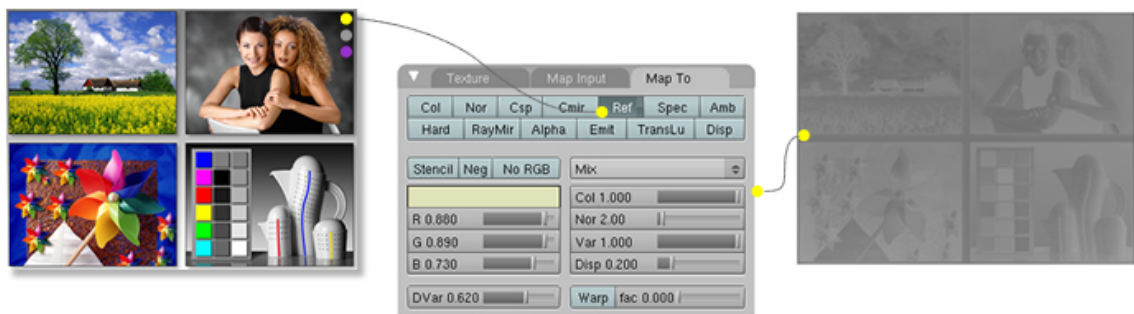 Texture Map Input Map To
Col Nor Csp Cmir Ref Spec Amb
Hard RayMir Alpha Emit TransLu Disp
Stencil Neg No RGB Mix
Col 1.000
R 0.880 Nor 2.00
G 0.890 Var 1.000
B 0.730 Disp 0.200
DVar 0.620 Warp fac 0.000